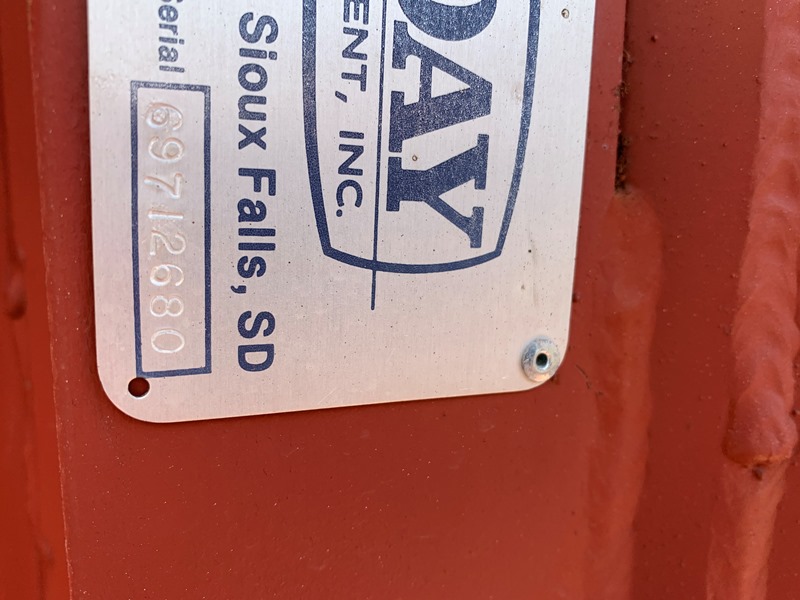 DAY
ENT, INC.
Sioux Falls, SD
Serial 69712680